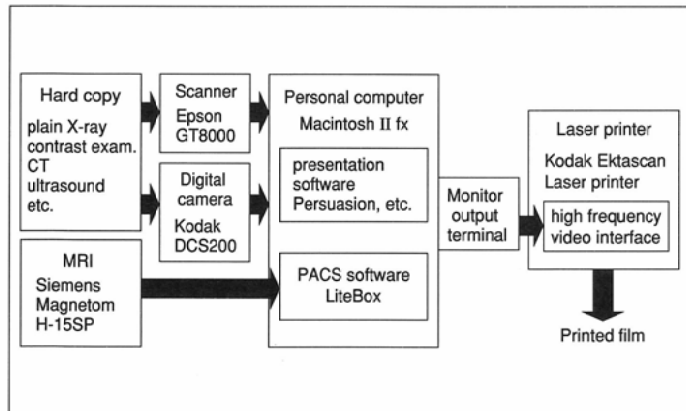 Hard copy
plain X-ray
contrast exam.
CT
ultrasound
etc.
Scanner
Epson
GT8000
Digital
camera
Kodak
DCS200
MRI
Siemens
Magnetom
H-15SP
Personal computer
Macintosh II fx
presentation
software
Persuasion, etc.
PACS software
LiteBox
Monitor
output
terminal
Laser printer
Kodak Ektascan
Laser printer
high frequency
video interface
Printed film